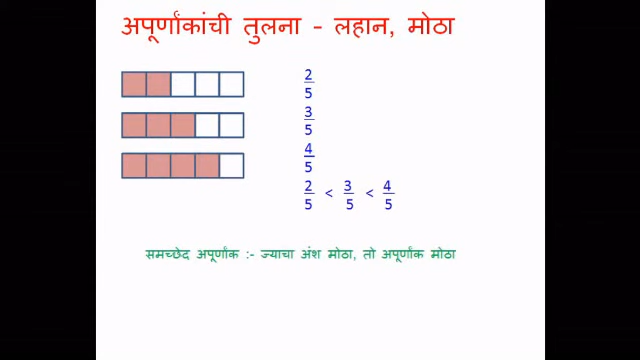 अपूर्णांकांची तुलना – लहान, मोठा
2/5
3/5
4/5
2/5 < 3/5 < 4/5
समच्छेद अपूर्णांक :- ज्याचा अंश मोठा, तो अपूर्णांक मोठा